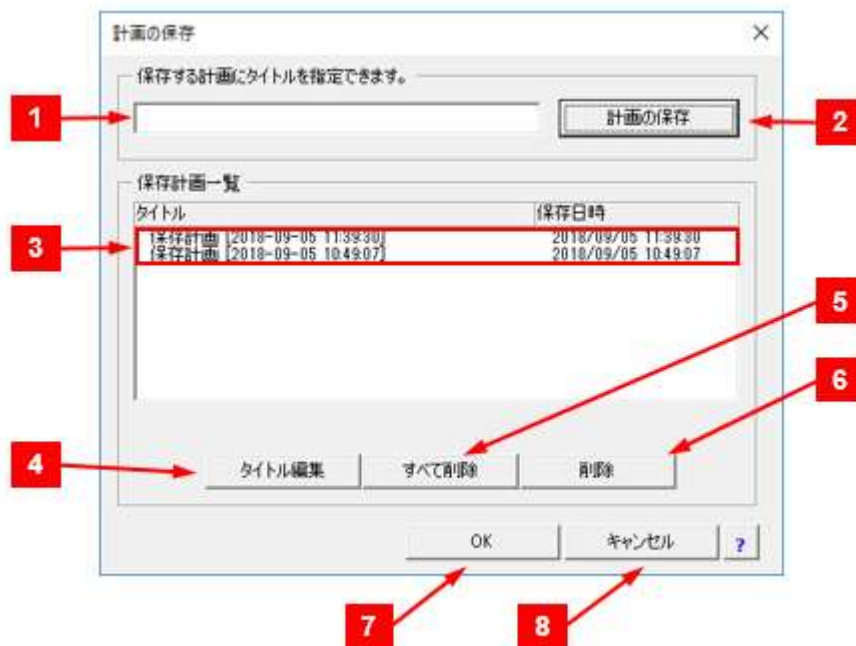 計画の保存
保存する計画にタイトルを指定できます。
1
計画の保存
2
保存計画一覧
タイトル 保存日時
3
保存計画 [2018-09-05 11:39:30] 2018/09/05 11:39:30
保存計画 [2018-09-05 10:49:07] 2018/09/05 10:49:07
5
6
4
タイトル編集 すべて削除 削除
OK キャンセル ?
7 8